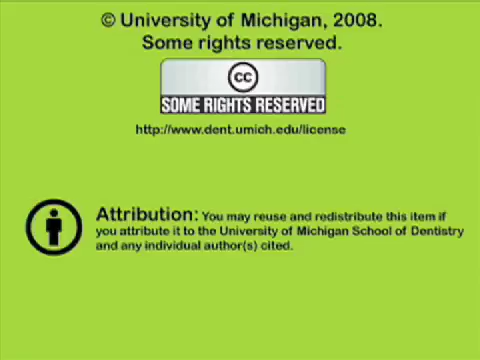 © University of Michigan, 2008.
Some rights reserved.
cc
SOME RIGHTS RESERVED
http://www.dent.umich.edu/license
Attribution: You may reuse and redistribute this item if
you attribute it to the University of Michigan School of Dentistry
and any individual author(s) cited.